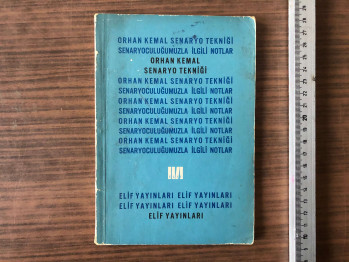 ORHAN KEMAL SENARYO TEKNİĞİ
SENARYOCULUĞUMUZLA İLGİLİ NOTLAR
ORHAN KEMAL
SENARYO TEKNİĞİ
ORHAN KEMAL SENARYO TEKNİĞİ
SENARYOCULUĞUMUZLA İLGİLİ NOTLAR
ORHAN KEMAL SENARYO TEKNİĞİ
SENARYOCULUĞUMUZLA İLGİLİ NOTLAR
ORHAN KEMAL SENARYO TEKNİĞİ
SENARYOCULUĞUMUZLA İLGİLİ NOTLAR
ORHAN KEMAL SENARYO TEKNİĞİ
SENARYOCULUĞUMUZLA İLGİLİ NOTLAR
ELİF YAYINLARI ELİF YAYINLARI
ELİF YAYINLARI ELİF YAYINLARI
ELİF YAYINLARI